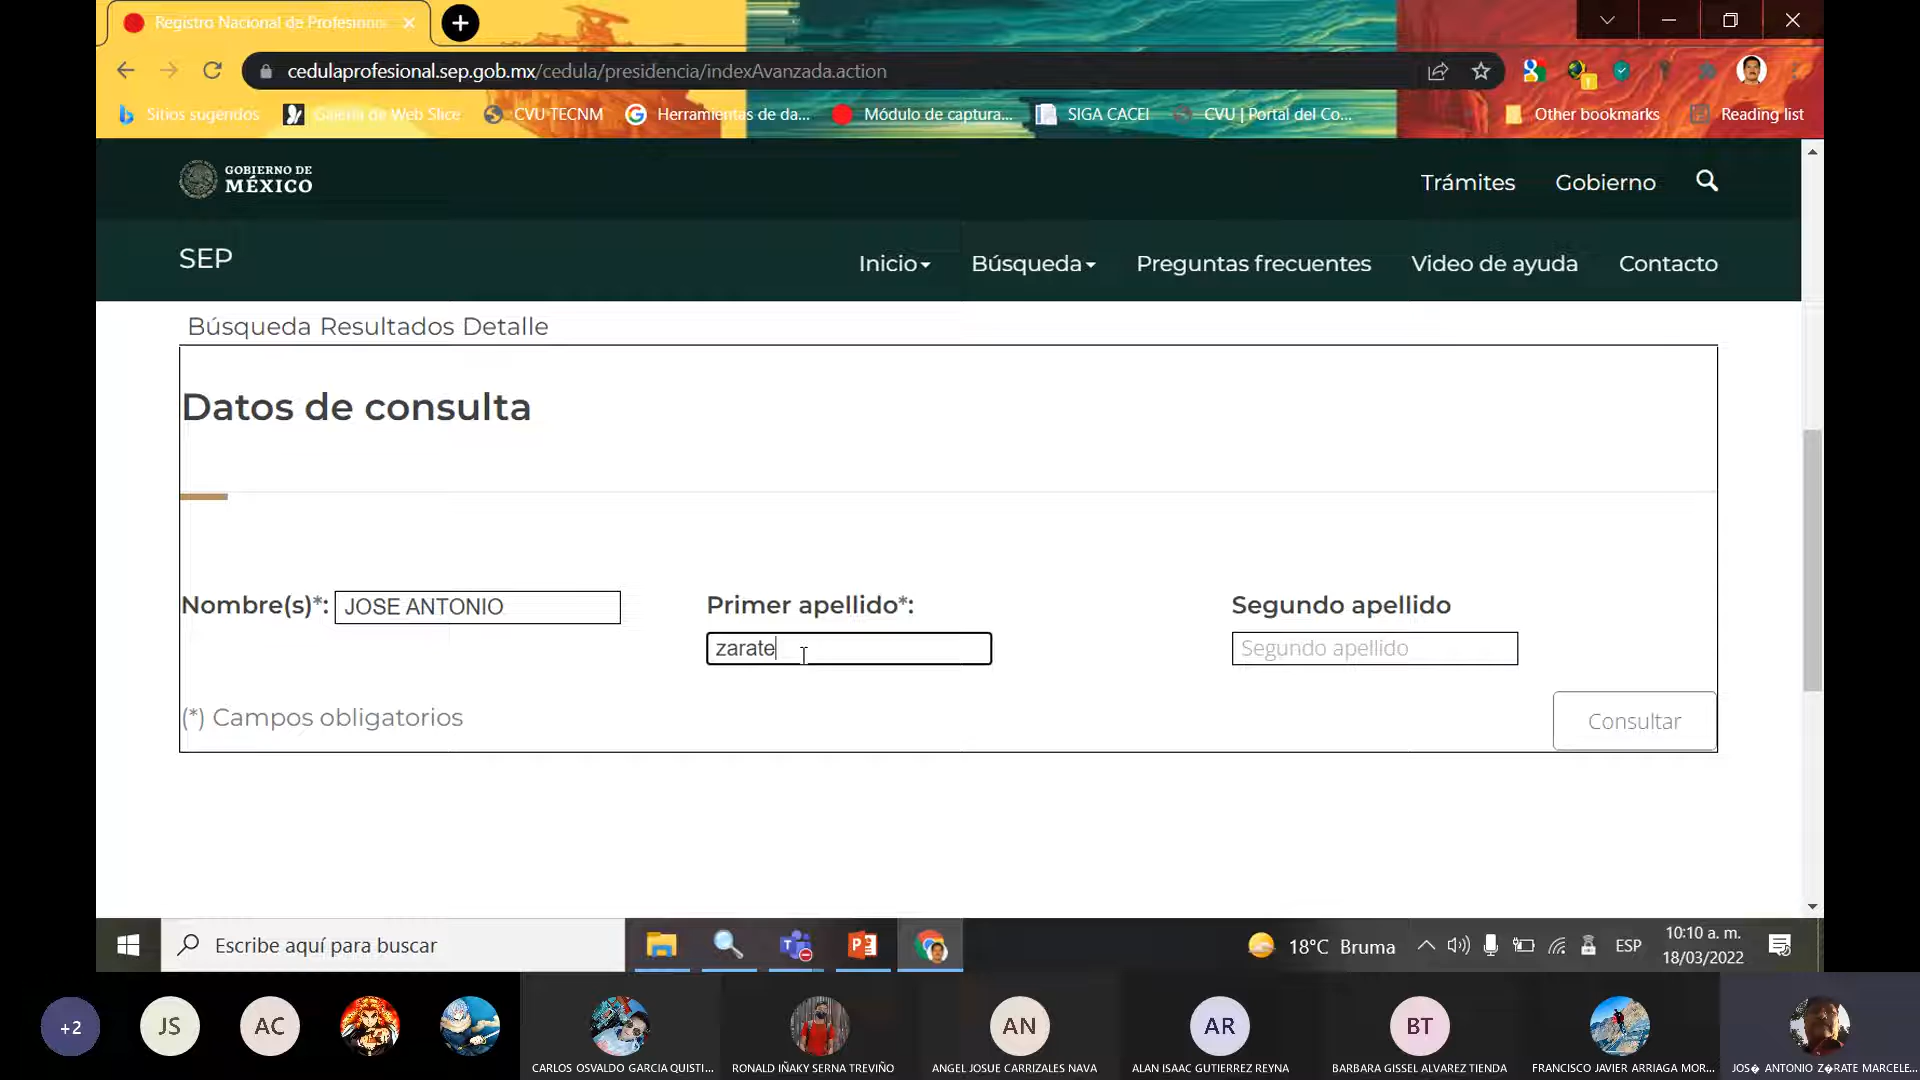 Registro Nacional de Profesionis
cedulaprofesional.sep.gob.mx/cedula/presidencia/indexAvanzada.action
Sitios sugeridos
Galería de Web Slice
CVU TECNM
Herramientas de da...
Módulo de captura...
SIGA CACEI
CVU | Portal del Co...
Other bookmarks
Reading list
GOBIERNO DE
MÉXICO
Trámites
Gobierno
SEP
Inicio
Búsqueda
Preguntas frecuentes
Video de ayuda
Contacto
Búsqueda Resultados Detalle
Datos de consulta
Nombre(s)*: JOSE ANTONIO
Primer apellido*:
zarate
Segundo apellido
Segundo apellido
(*) Campos obligatorios
Consultar
Escribe aquí para buscar
18°C Bruma
ESP
10:10 a. m.
18/03/2022
+2
JS
AC
AN
AR
BT
CARLOS OSVALDO GARCIA QUISTI...
RONALD IÑAKY SERNA TREVIÑO
ANGEL JOSUE CARRIZALES NAVA
ALAN ISAAC GUTIERREZ REYNA
BARBARA GISSEL ALVAREZ TIENDA
FRANCISCO JAVIER ARRIAGA MOR...
JOS� ANTONIO Z�RATE MARCELE...